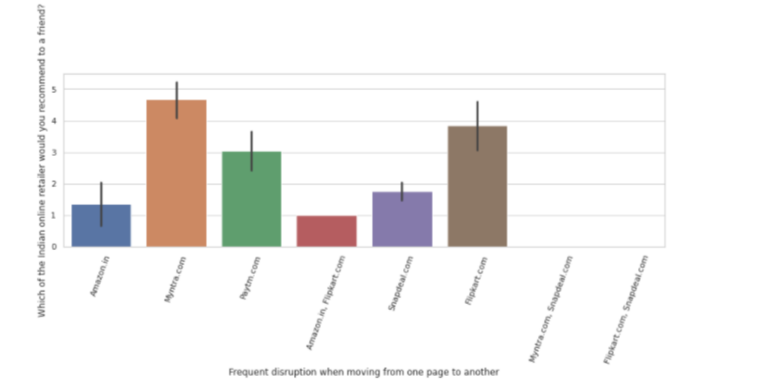 Which of the Indian online retailer would you recommend to a friend?
5
4
3
2
1
0
Amazon.in
Myntra.com
Paytm.com
Amazon.in, Flipkart.com
Snapdeal.com
Flipkart.com
Myntra.com, Snapdeal.com
Flipkart.com, Snapdeal.com
Frequent disruption when moving from one page to another